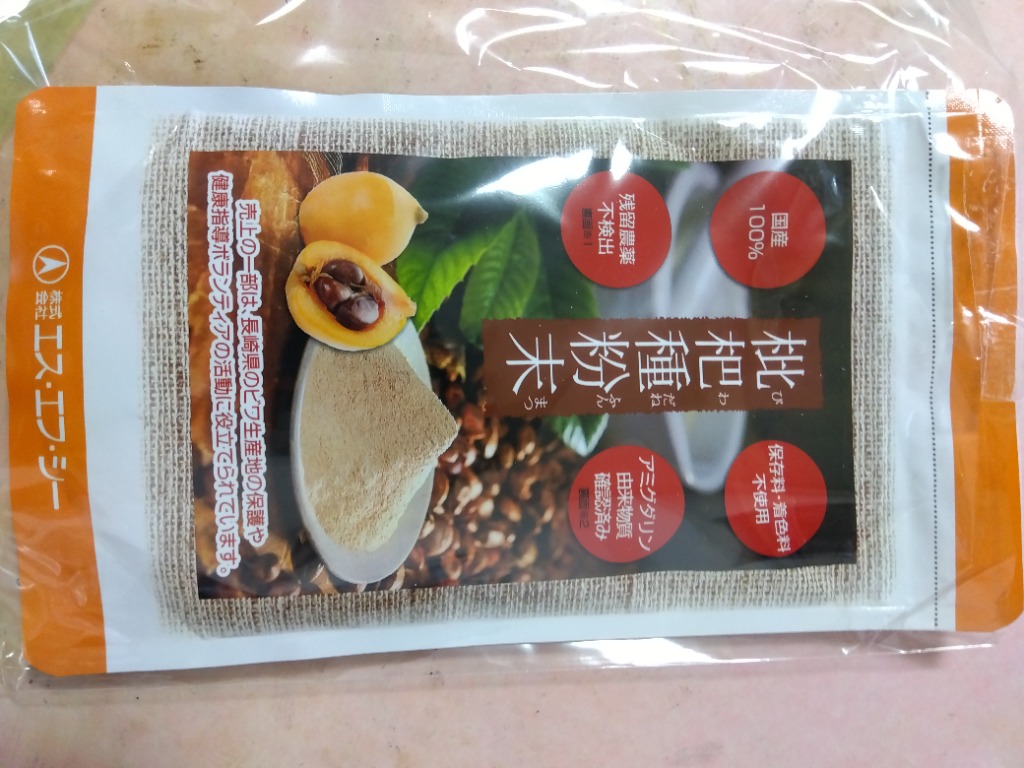 国産
100%
残留農薬
不検出
枇杷種粉末
びわだねふんまつ
保存料・着色料
不使用
アミグダリン
由来物質
確認済み
売上の一部は、長崎県のビワ生産地の保護や
健康指導ボランティアの活動に役立てられています。
株式
会社
エス・エフ・シー